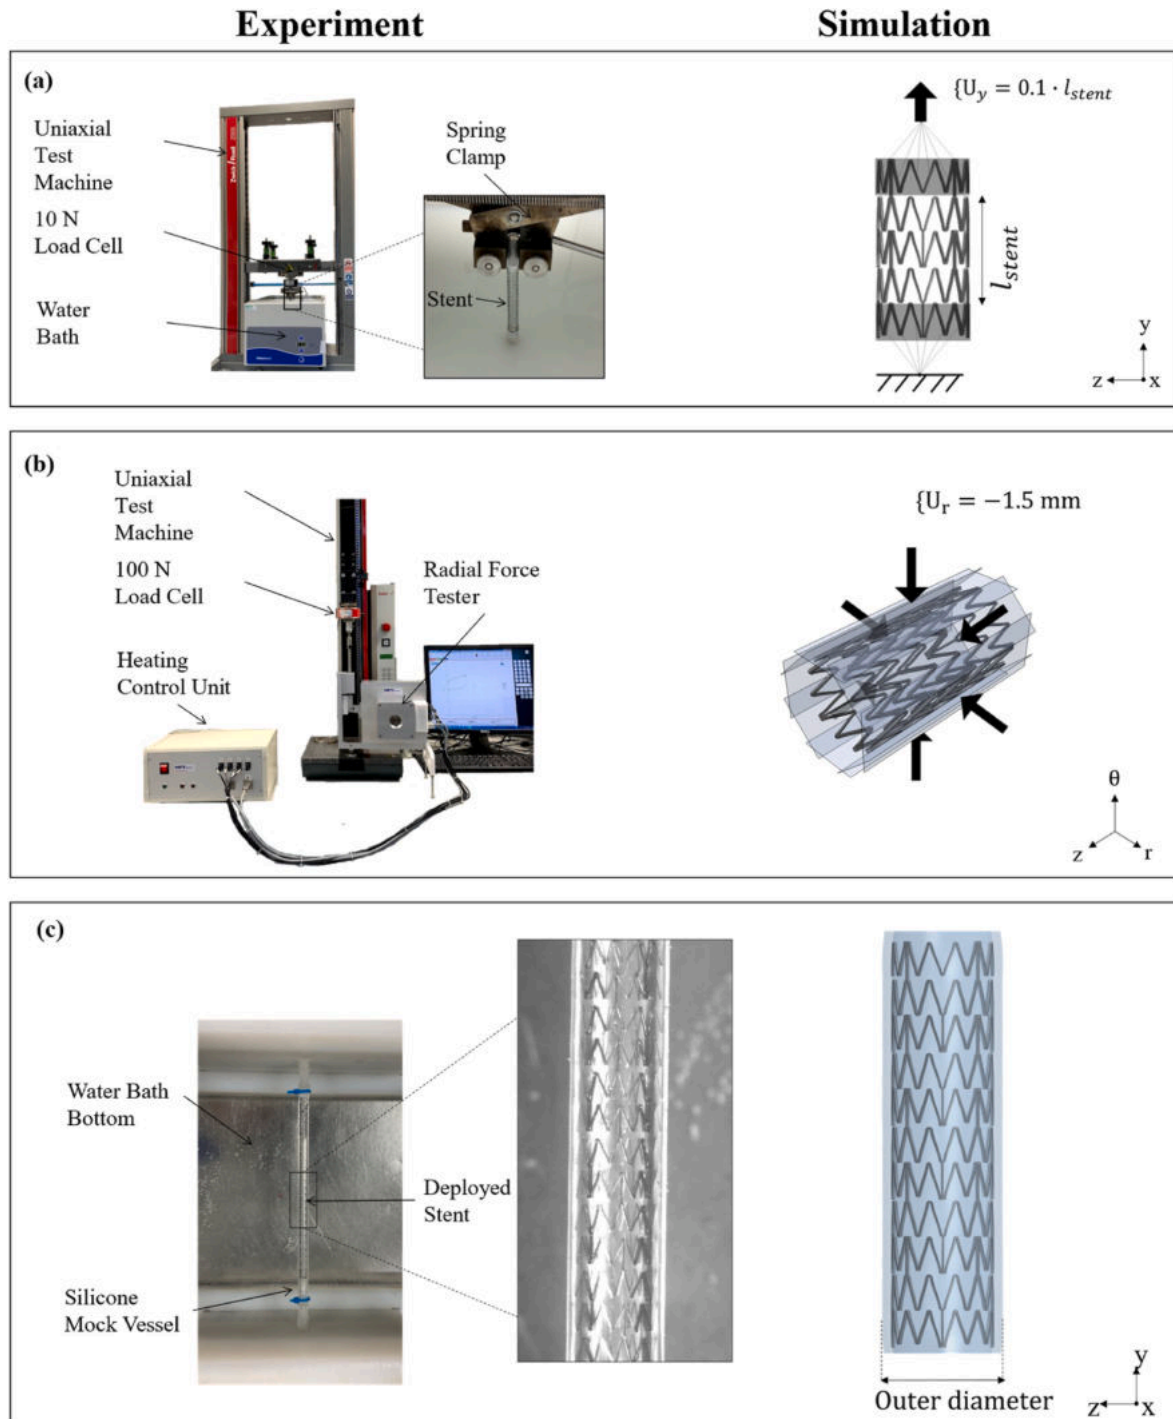 Experiment
Simulation
(a)
Uniaxial
Test
Machine
10 N
Load Cell
Water
Bath
Spring
Clamp
Stent
{U_y = 0.1 · l_stent
l_stent
y
z
x
(b)
Uniaxial
Test
Machine
100 N
Load Cell
Heating
Control Unit
Radial Force
Tester
{U_r = −1.5 mm
θ
z
r
(c)
Water Bath
Bottom
Silicone
Mock Vessel
Deployed
Stent
Outer diameter
y
z
x